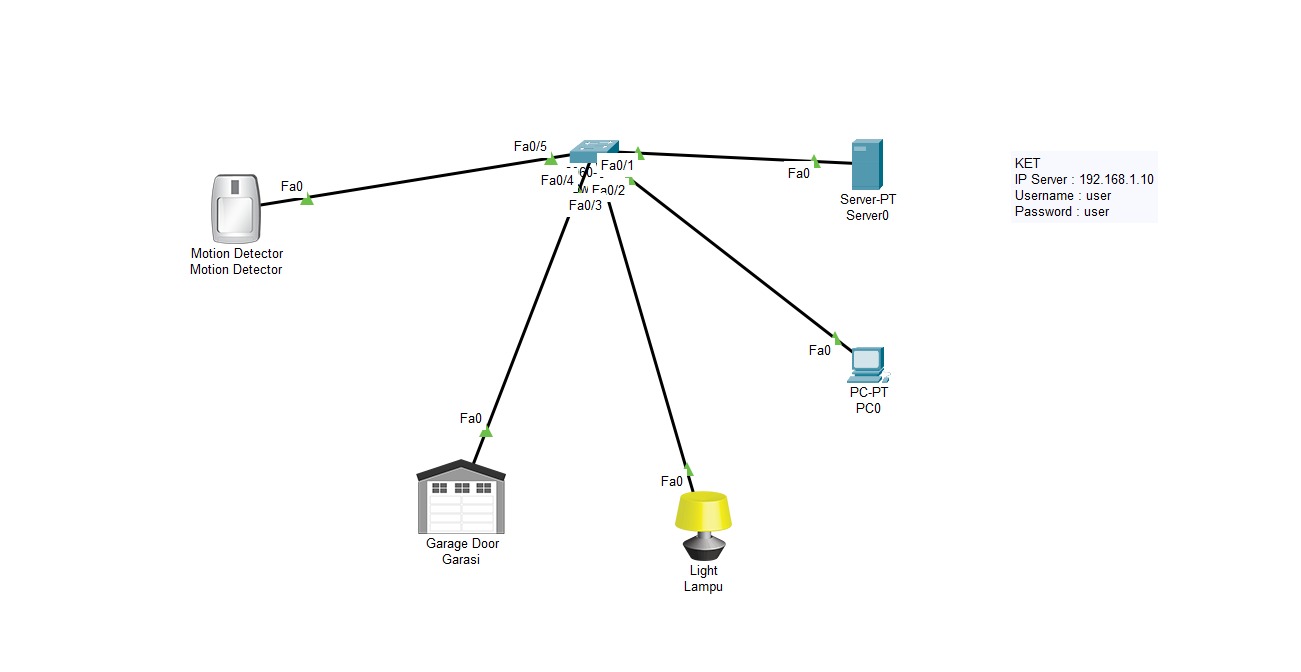 Fa0/5
Fa0/1
Fa0/4
Fa0/2
Fa0/3
Fa0
Motion Detector
Motion Detector
Fa0
Server-PT
Server0
KET
IP Server : 192.168.1.10
Username : user
Password : user
Fa0
PC-PT
PC0
Fa0
Garage Door
Garasi
Fa0
Light
Lampu